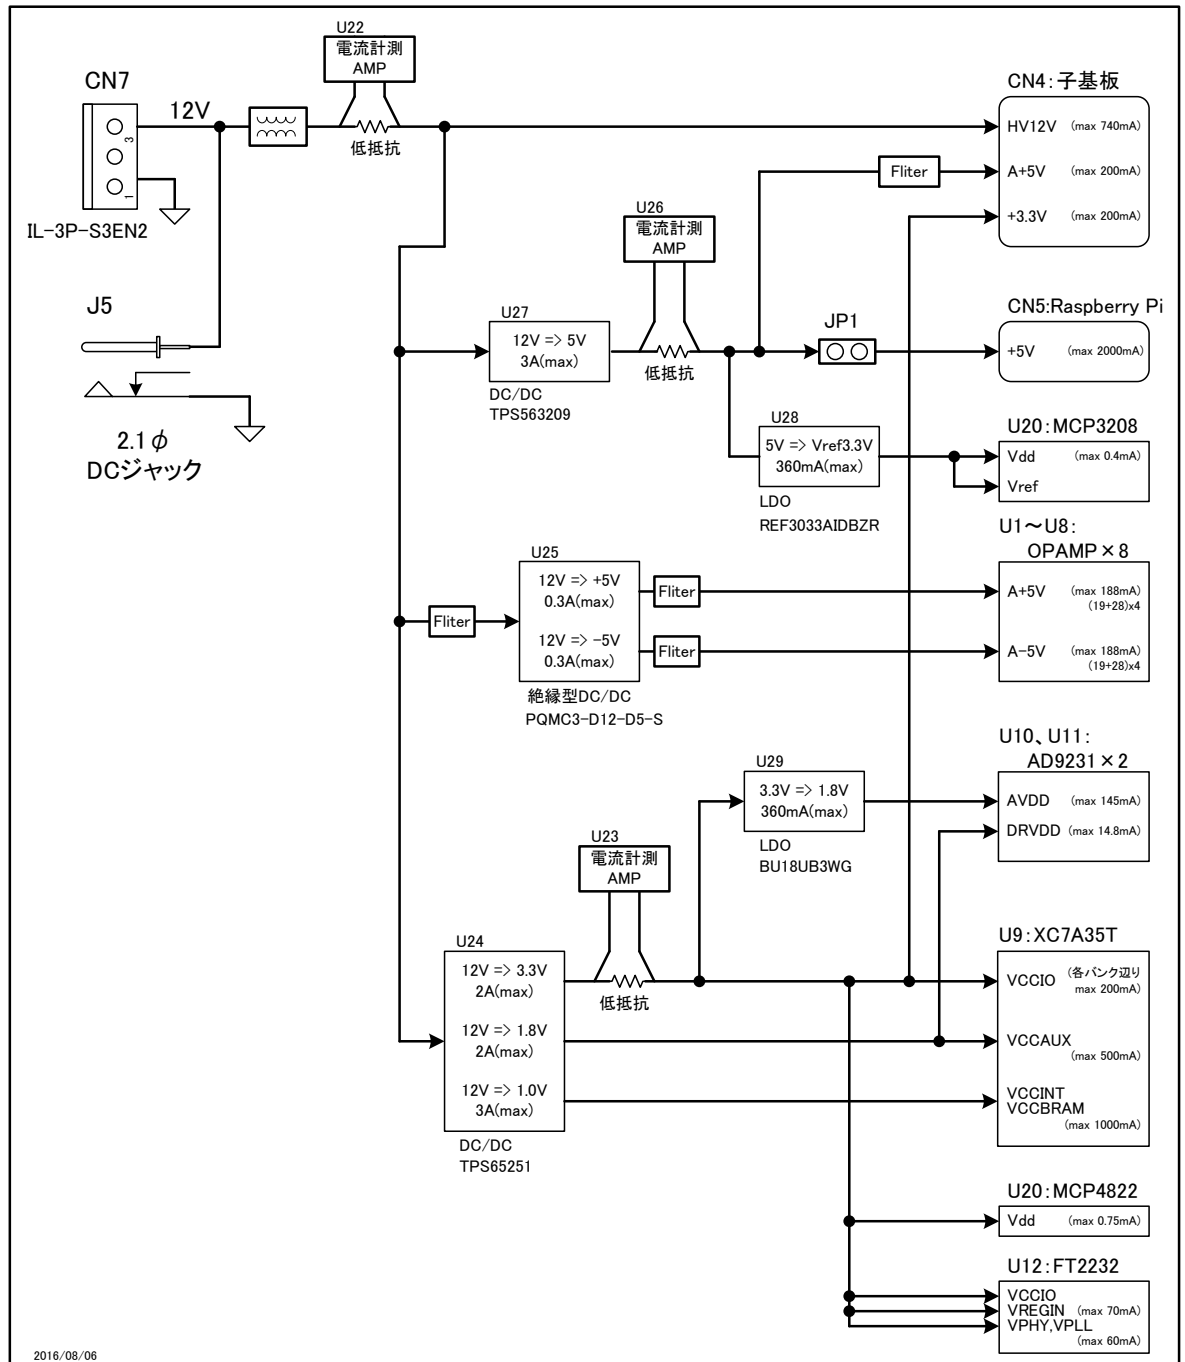 U22
電流計測
AMP
CN7
12V
3
1
IL-3P-S3EN2
低抵抗
CN4:子基板
HV12V (max 740mA)
Fliter
A+5V (max 200mA)
+3.3V (max 200mA)
U26
電流計測
AMP
J5
2.1φ
DCジャック
U27
12V => 5V
3A(max)
DC/DC
TPS563209
低抵抗
JP1
CN5:Raspberry Pi
+5V (max 2000mA)
U28
5V => Vref3.3V
360mA(max)
LDO
REF3033AIDBZR
U20:MCP3208
Vdd (max 0.4mA)
Vref
U25
12V => +5V
0.3A(max)
12V => -5V
0.3A(max)
絶縁型DC/DC
PQMC3-D12-D5-S
Fliter
Fliter
Fliter
U1～U8:
OPAMP×8
A+5V (max 188mA)
(19+28)x4
A-5V (max 188mA)
(19+28)x4
U29
3.3V => 1.8V
360mA(max)
LDO
BU18UB3WG
U10、U11:
AD9231×2
AVDD (max 145mA)
DRVDD (max 14.8mA)
U23
電流計測
AMP
低抵抗
U24
12V => 3.3V
2A(max)
12V => 1.8V
2A(max)
12V => 1.0V
3A(max)
DC/DC
TPS65251
U9:XC7A35T
VCCIO (各バンク辺り
max 200mA)
VCCAUX
(max 500mA)
VCCINT
VCCBRAM
(max 1000mA)
U20:MCP4822
Vdd (max 0.75mA)
U12:FT2232
VCCIO
VREGIN (max 70mA)
VPHY,VPLL
(max 60mA)
2016/08/06